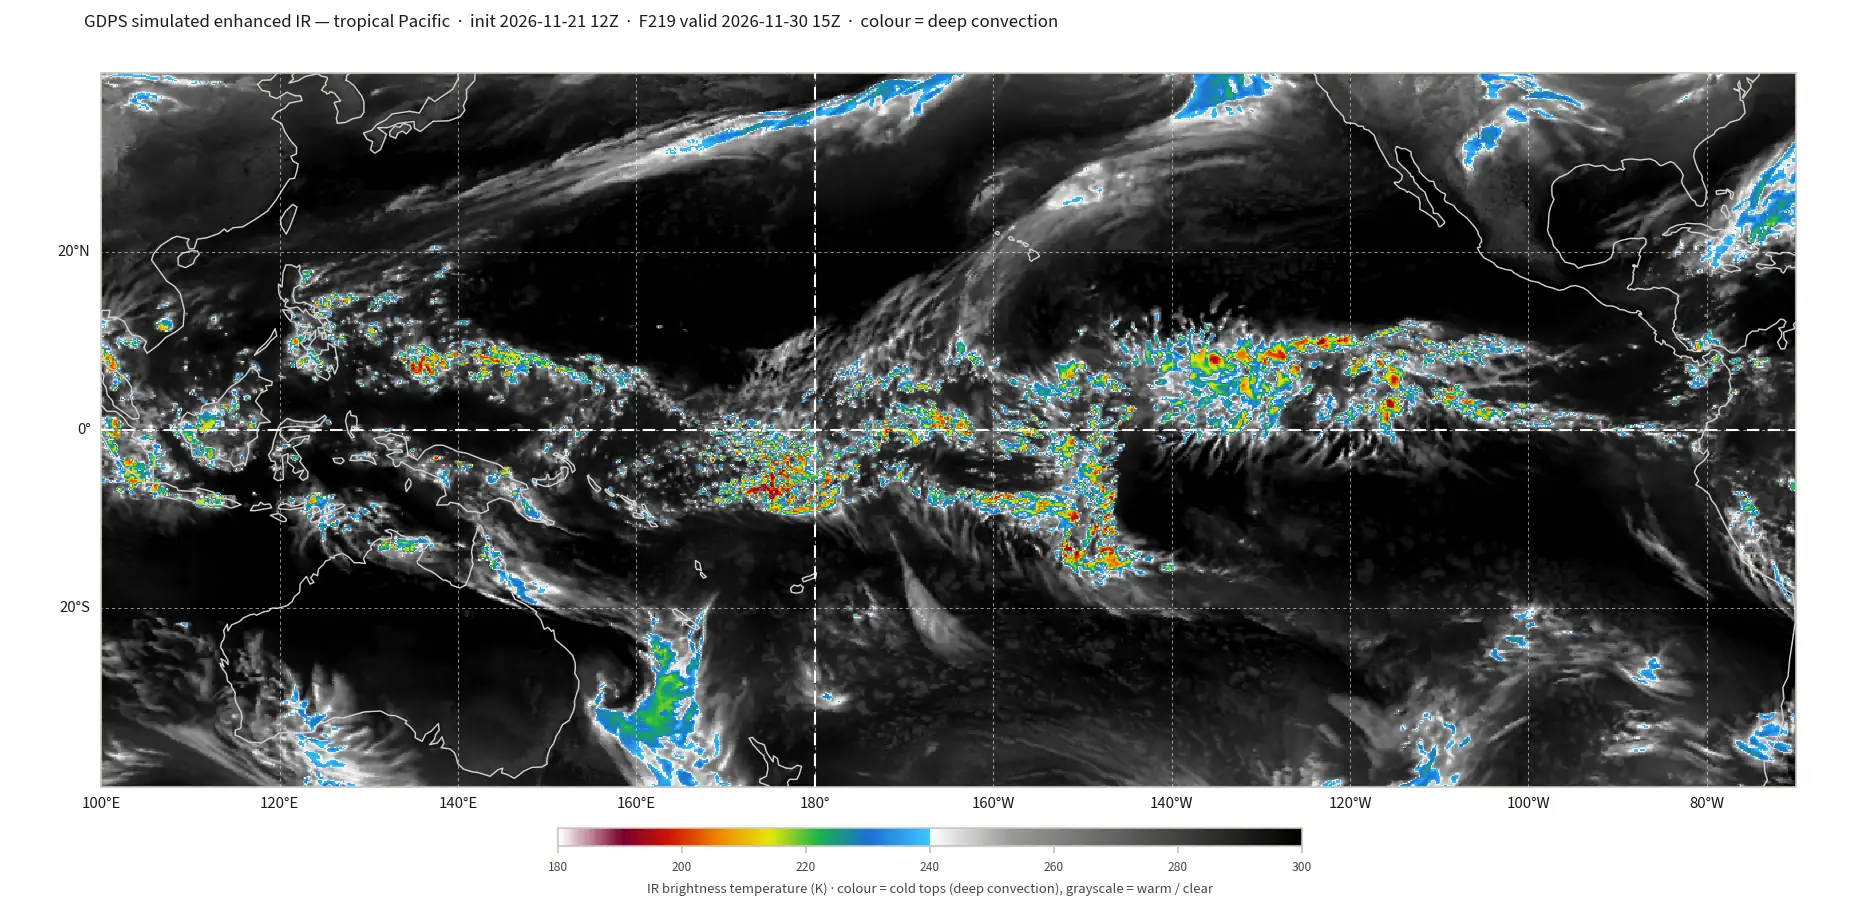 GDPS simulated enhanced IR — tropical Pacific · init 2026-11-21 12Z · F219 valid 2026-11-30 15Z · colour = deep convection
20°N
0°
20°S
100°E 120°E 140°E 160°E 180° 160°W 140°W 120°W 100°W 80°W
180 200 220 240 260 280 300
IR brightness temperature (K) · colour = cold tops (deep convection), grayscale = warm / clear